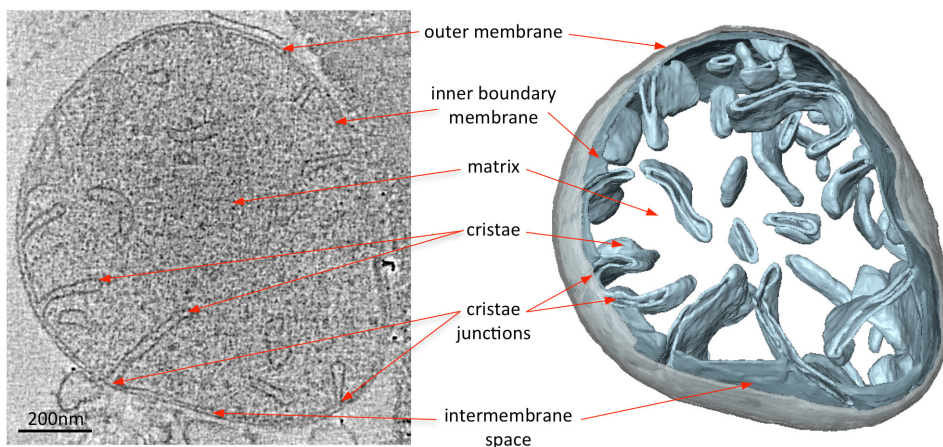 outer membrane
inner boundary
membrane
matrix
cristae
cristae
junctions
intermembrane
space
200nm